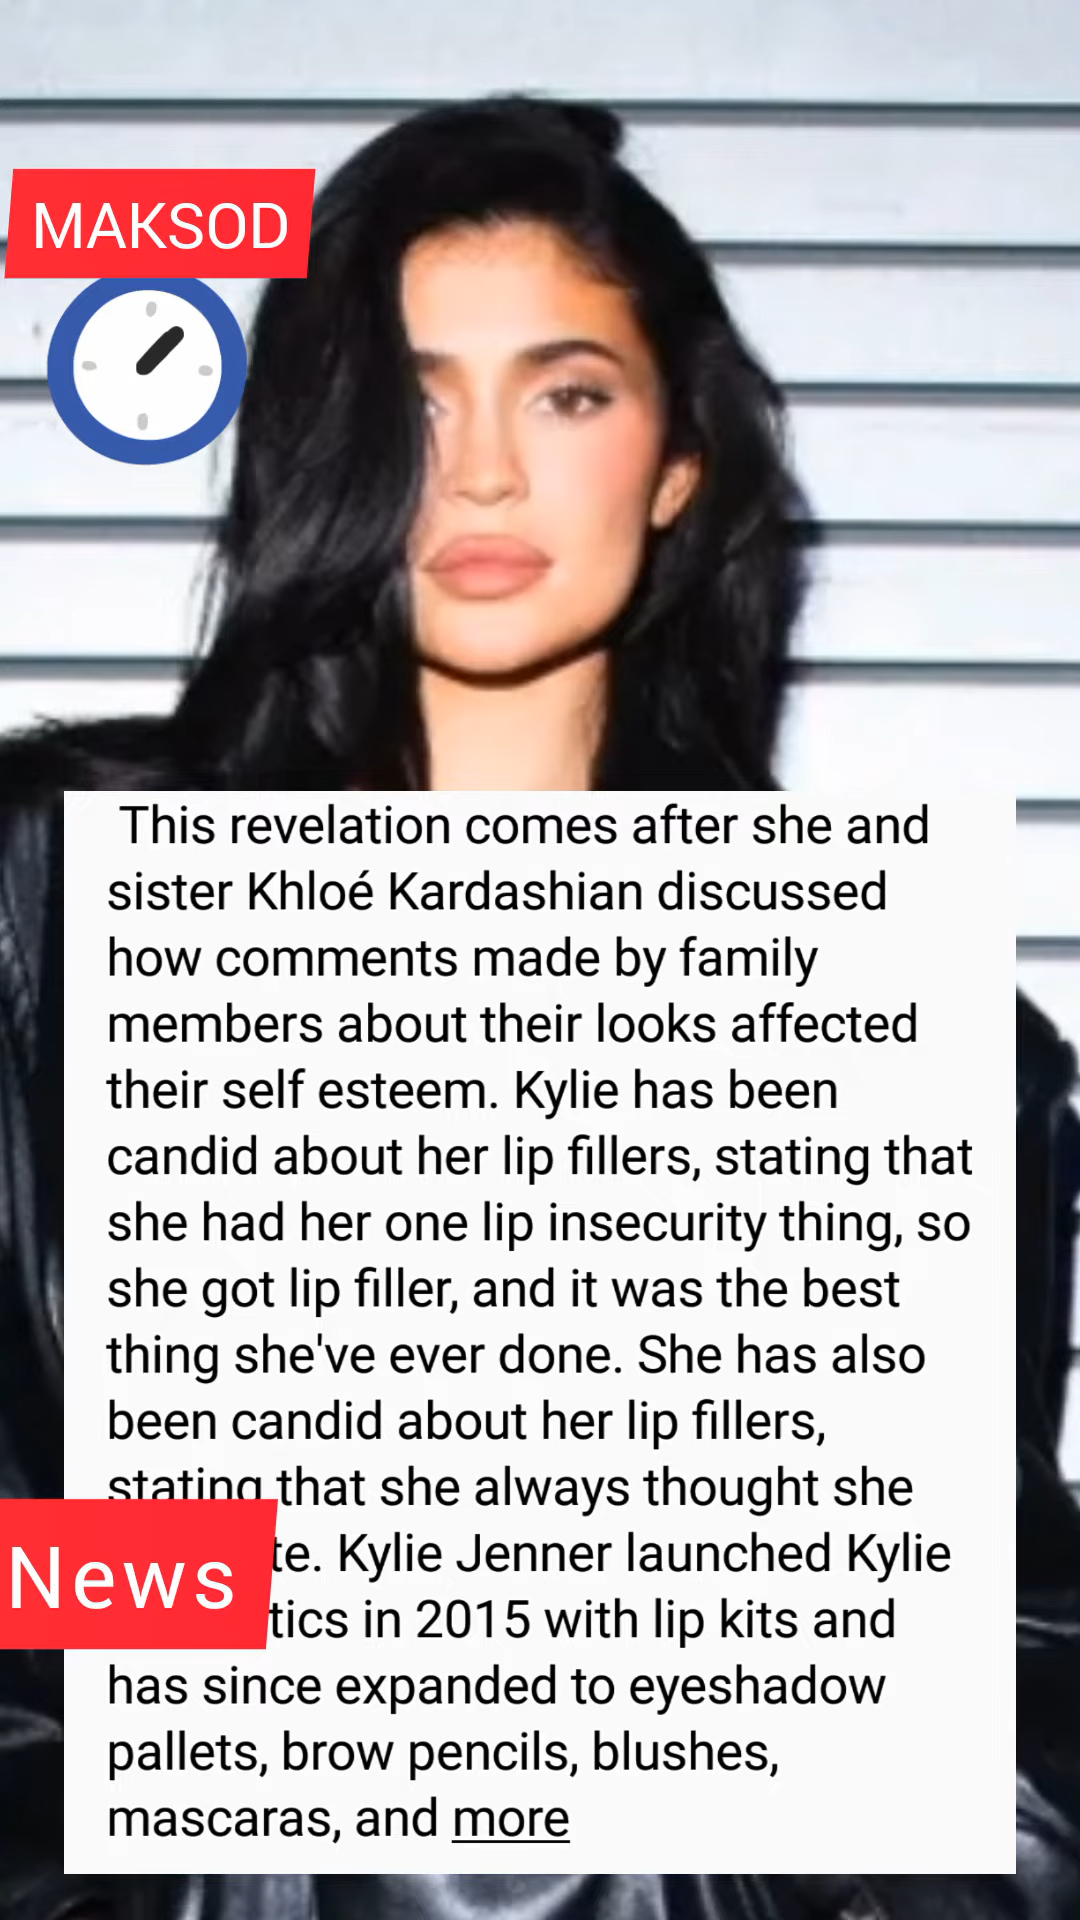 MAKSOD
This revelation comes after she and
sister Khloé Kardashian discussed
how comments made by family
members about their looks affected
their self esteem. Kylie has been
candid about her lip fillers, stating that
she had her one lip insecurity thing, so
she got lip filler, and it was the best
thing she've ever done. She has also
been candid about her lip fillers,
stating that she always thought she
te. Kylie Jenner launched Kylie
News
tics in 2015 with lip kits and
has since expanded to eyeshadow
pallets, brow pencils, blushes,
mascaras, and more